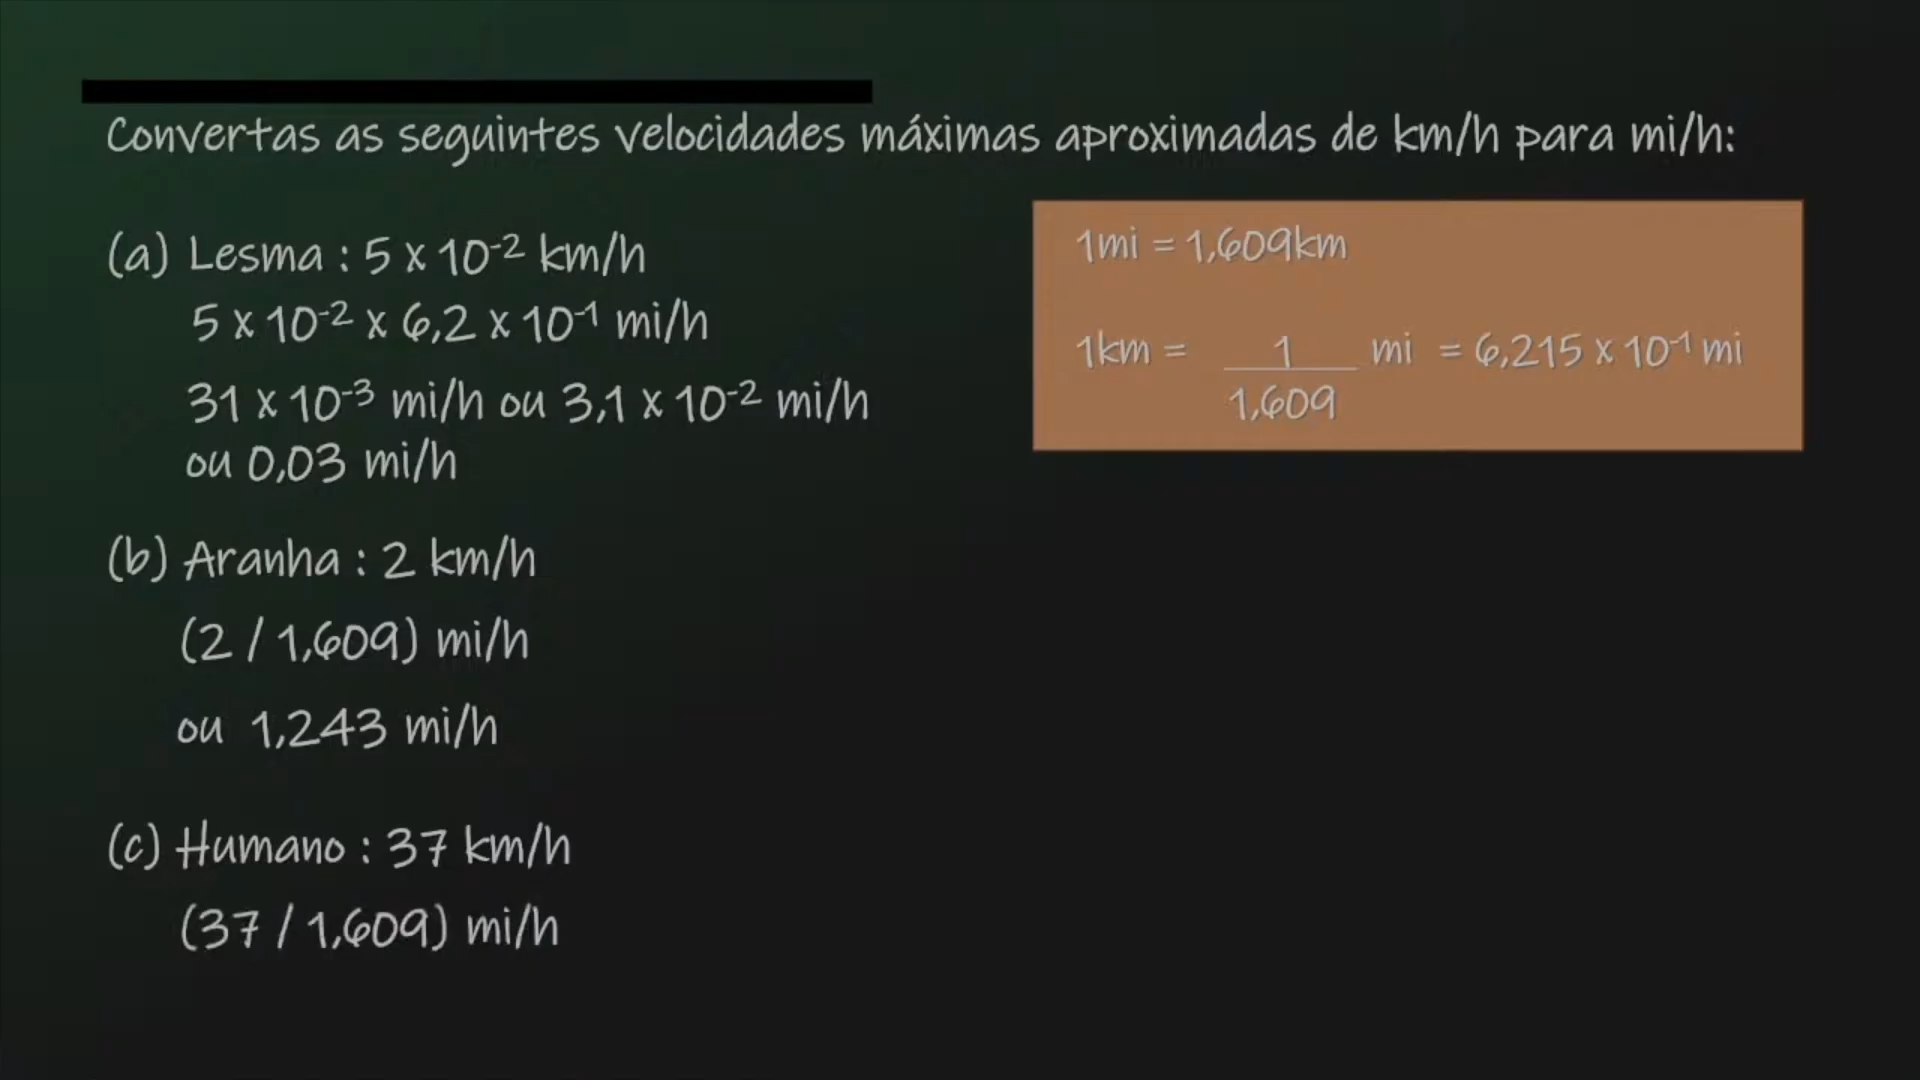 Convertas as seguintes velocidades máximas aproximadas de km/h para mi/h:
(a) Lesma : 5 x 10⁻² km/h
5 x 10⁻² x 6,2 x 10⁻¹ mi/h
31 x 10⁻³ mi/h ou 3,1 x 10⁻² mi/h
ou 0,03 mi/h
(b) Aranha : 2 km/h
(2 / 1,609) mi/h
ou 1,243 mi/h
(c) Humano : 37 km/h
(37 / 1,609) mi/h
1mi = 1,609km
1km = 1 mi = 6,215 x 10⁻¹ mi
1,609